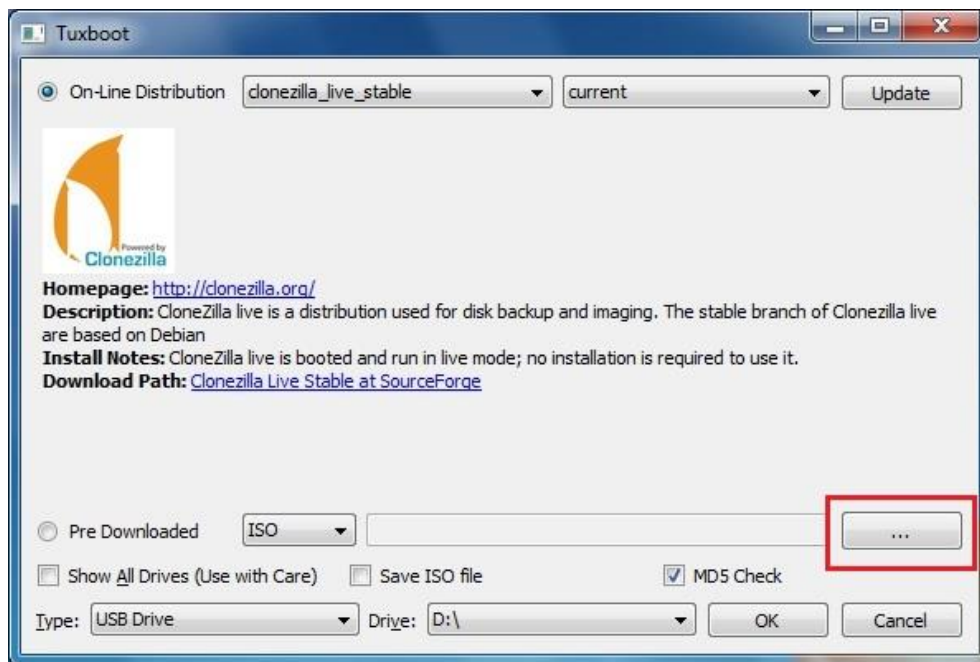 Tuxboot
On-Line Distribution clonezilla_live_stable current Update
Powered by
Clonezilla
Homepage: http://clonezilla.org/
Description: CloneZilla live is a distribution used for disk backup and imaging. The stable branch of Clonezilla live
are based on Debian
Install Notes: CloneZilla live is booted and run in live mode; no installation is required to use it.
Download Path: Clonezilla Live Stable at SourceForge
Pre Downloaded ISO ...
Show All Drives (Use with Care) Save ISO file MD5 Check
Type: USB Drive Drive: D:\ OK Cancel